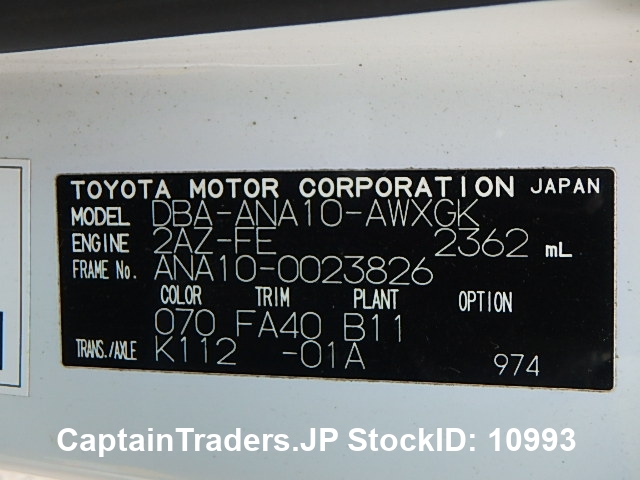 TOYOTA MOTOR CORPORATION JAPAN
MODEL DBA-ANA10-AWXGK
ENGINE 2AZ-FE 2362 mL
FRAME No. ANA10-0023826
COLOR TRIM PLANT OPTION
070 FA40 B11
TRANS./AXLE K112 -01A 974
CaptainTraders.JP StockID: 10993